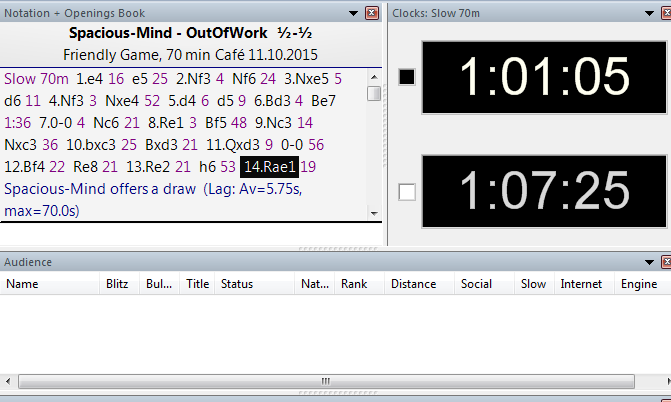 Notation + Openings Book
Spacious-Mind - OutOfWork ½-½
Friendly Game, 70 min Café 11.10.2015
Slow 70m 1.e4 16 e5 25 2.Nf3 4 Nf6 24 3.Nxe5 5
d6 11 4.Nf3 3 Nxe4 52 5.d4 6 d5 9 6.Bd3 4 Be7
1:36 7.0-0 4 Nc6 21 8.Re1 3 Bf5 48 9.Nc3 14
Nxc3 36 10.bxc3 25 Bxd3 21 11.Qxd3 9 0-0 56
12.Bf4 22 Re8 21 13.Re2 21 h6 53 14.Rae1 19
Spacious-Mind offers a draw (Lag: Av=5.75s,
max=70.0s)
Clocks: Slow 70m
1:01:05
1:07:25
Audience
Name Blitz Bul... Title Status Nat... Rank Distance Social Slow Internet Engine